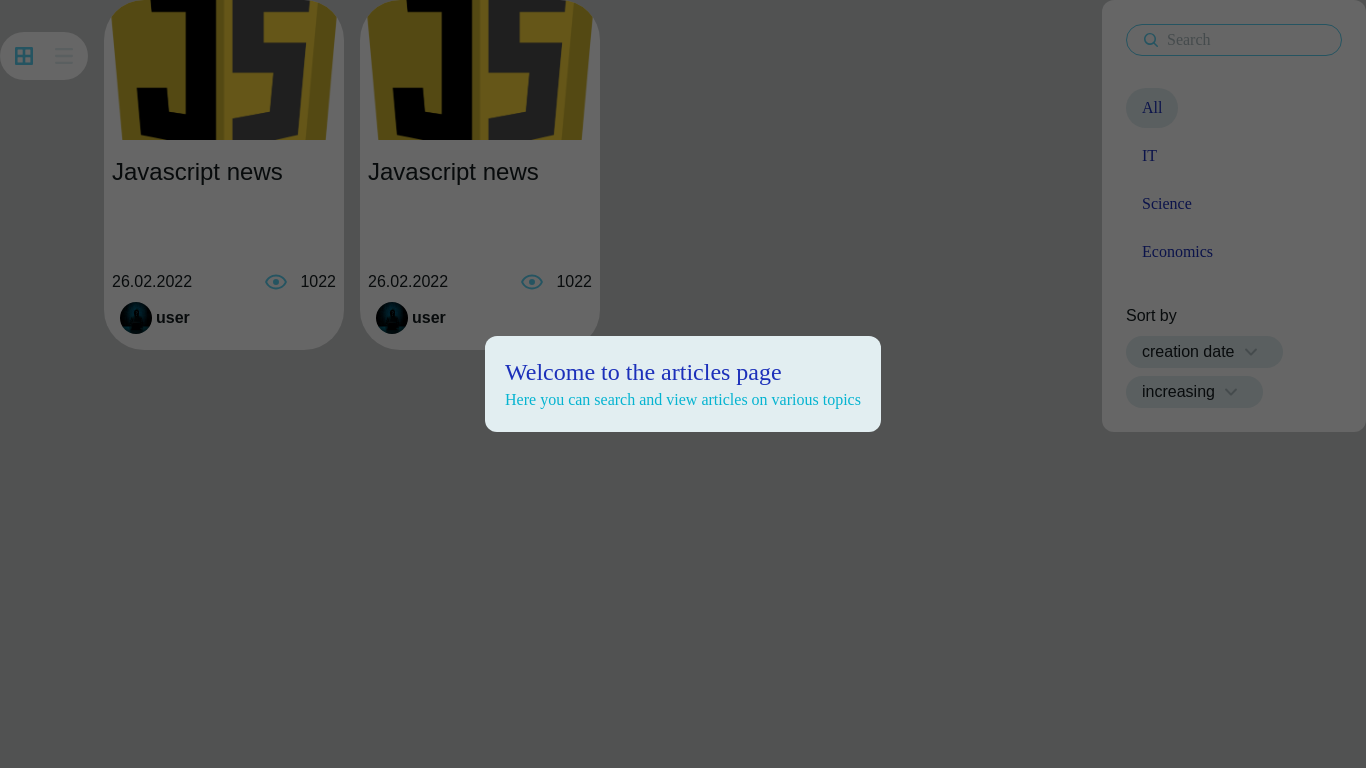 JS
JS
Javascript news
Javascript news
26.02.2022
1022
26.02.2022
1022
user
user
Search
All
IT
Science
Economics
Sort by
creation date
increasing
Welcome to the articles page
Here you can search and view articles on various topics